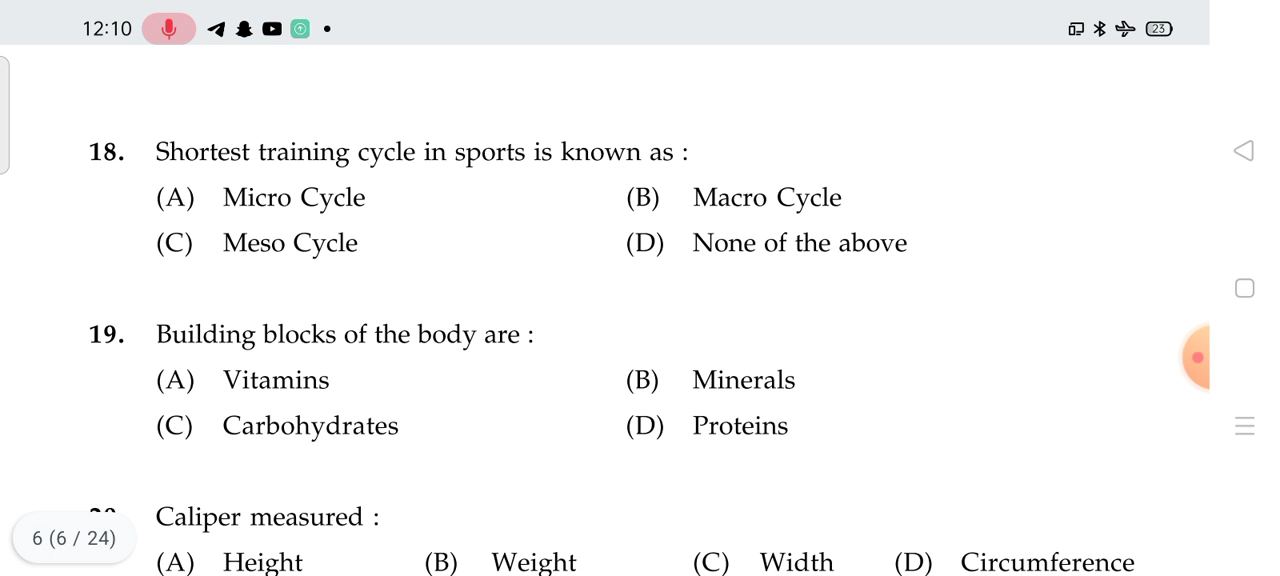 12:10 23
18. Shortest training cycle in sports is known as :
(A) Micro Cycle (B) Macro Cycle
(C) Meso Cycle (D) None of the above
19. Building blocks of the body are :
(A) Vitamins (B) Minerals
(C) Carbohydrates (D) Proteins
Caliper measured :
6 (6 / 24)
(A) Height (B) Weight (C) Width (D) Circumference